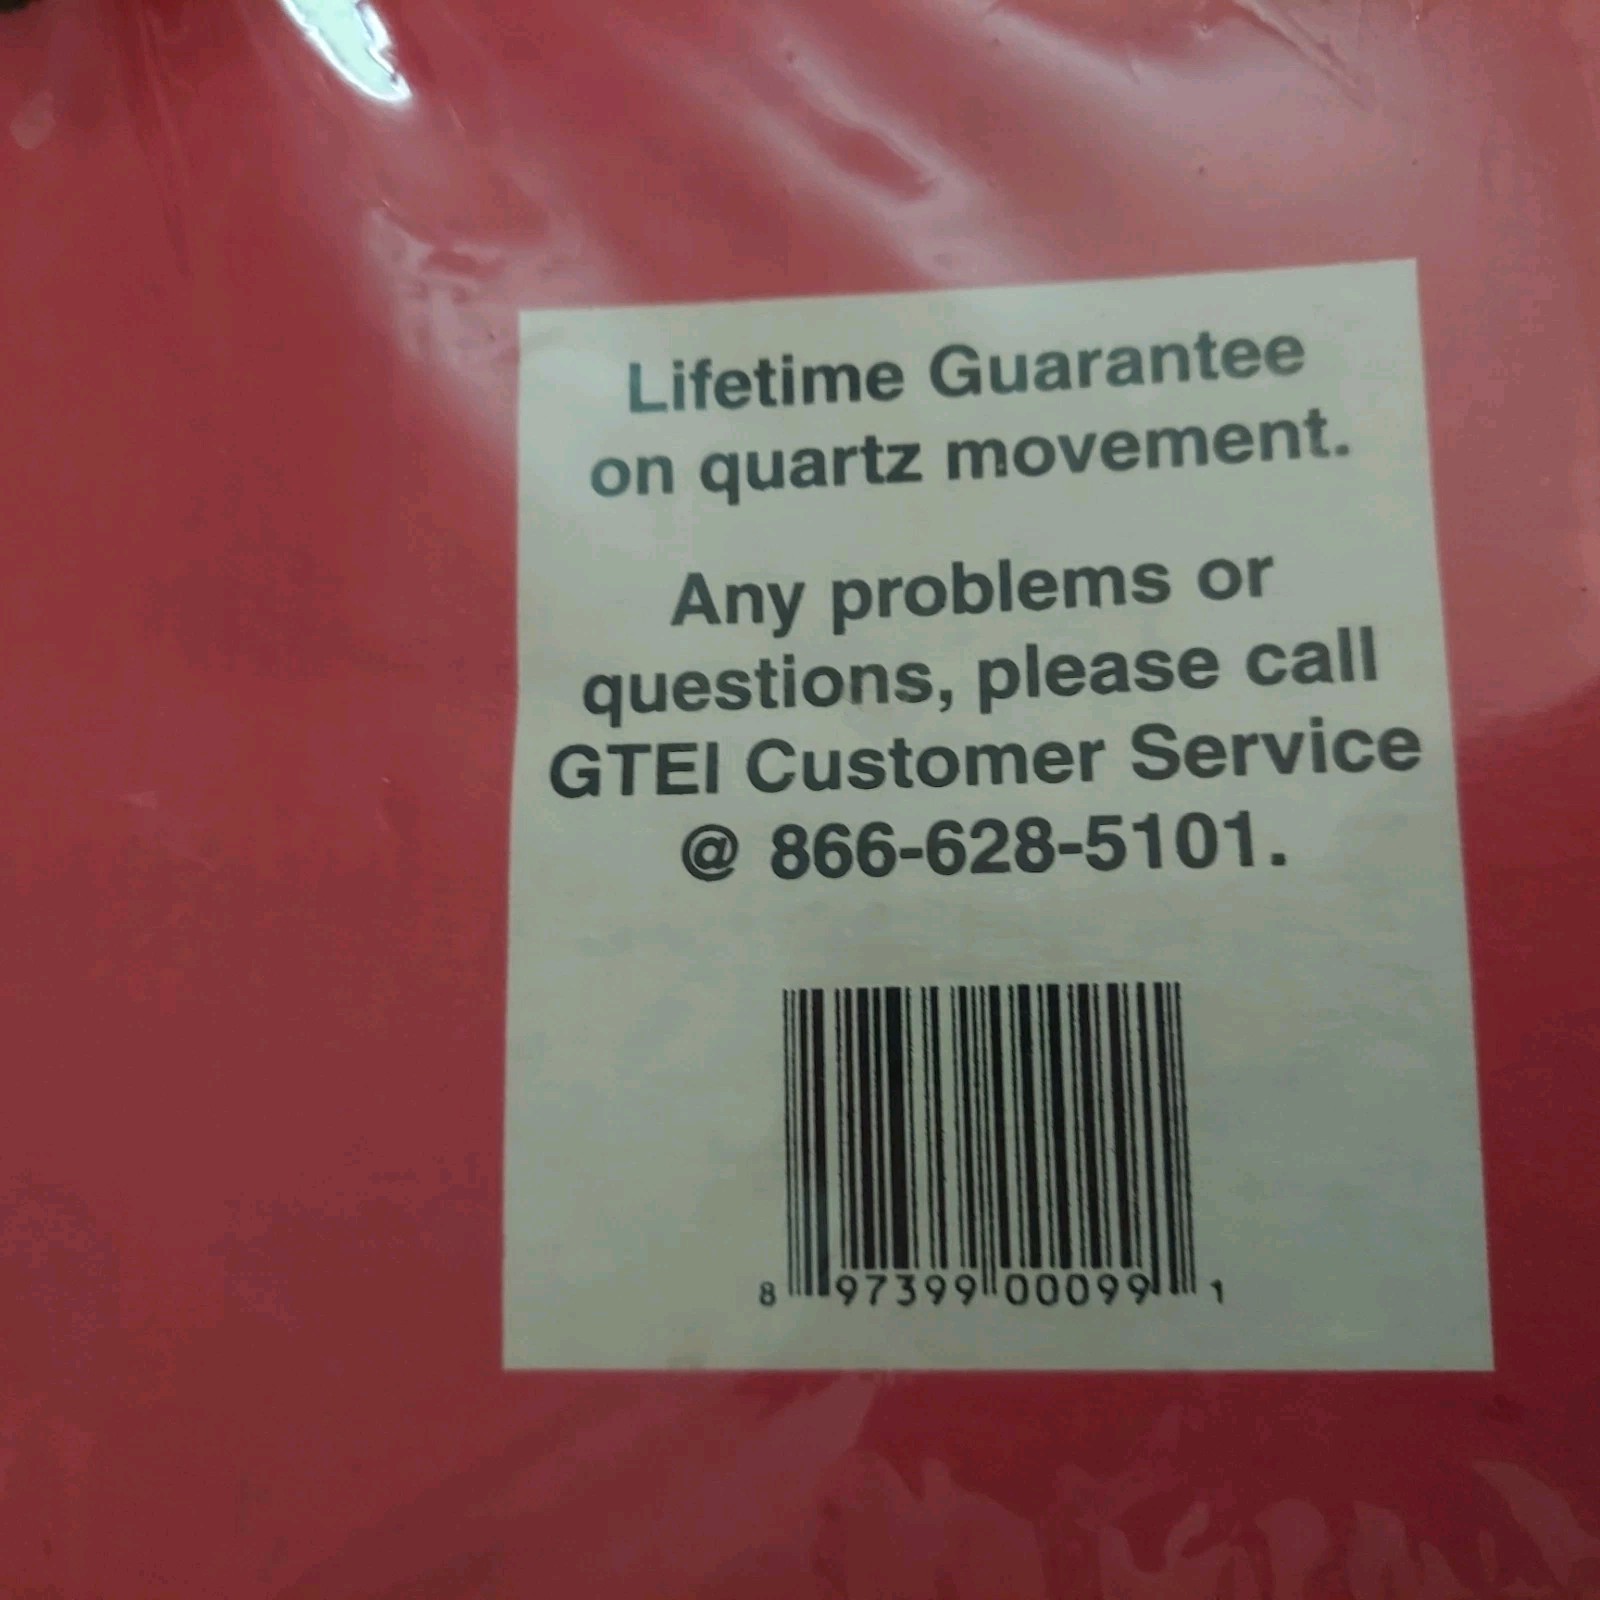 Lifetime Guarantee
on quartz movement.
Any problems or
questions, please call
GTEI Customer Service
@ 866-628-5101.
8 97399 00099 1